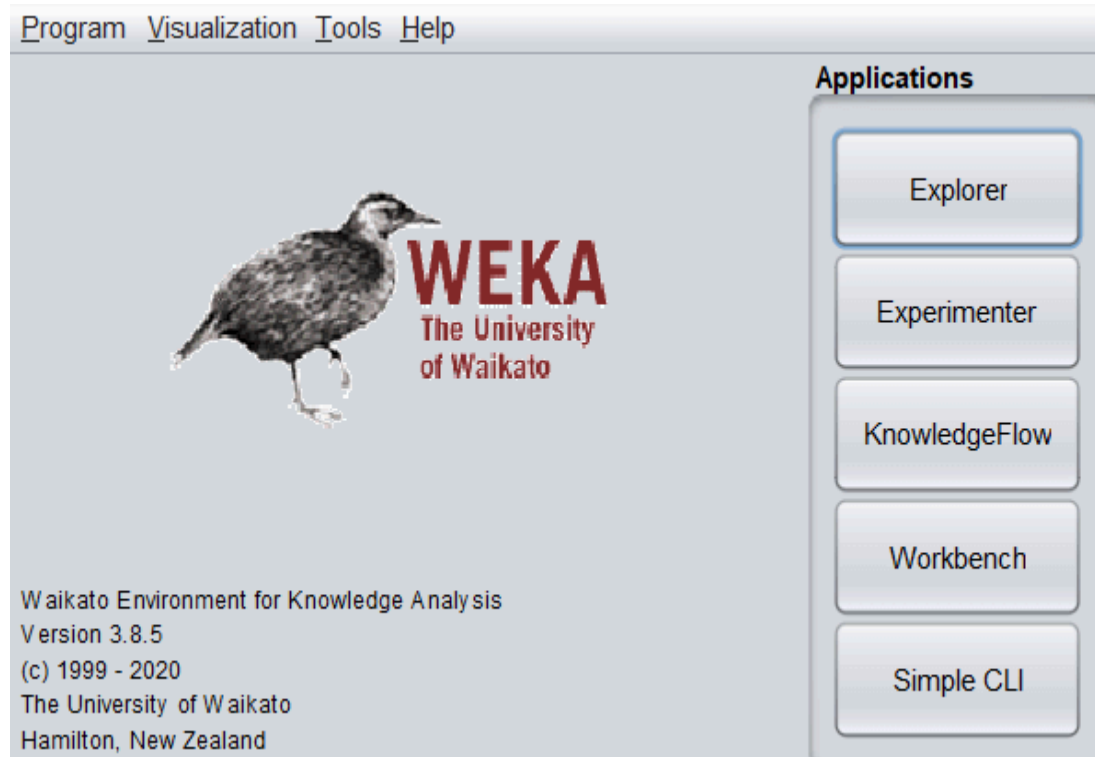 Program Visualization Tools Help
Applications
Explorer
WEKA
The University
of Waikato
Experimenter
KnowledgeFlow
Workbench
Simple CLI
Waikato Environment for Knowledge Analysis
Version 3.8.5
(c) 1999 - 2020
The University of Waikato
Hamilton, New Zealand